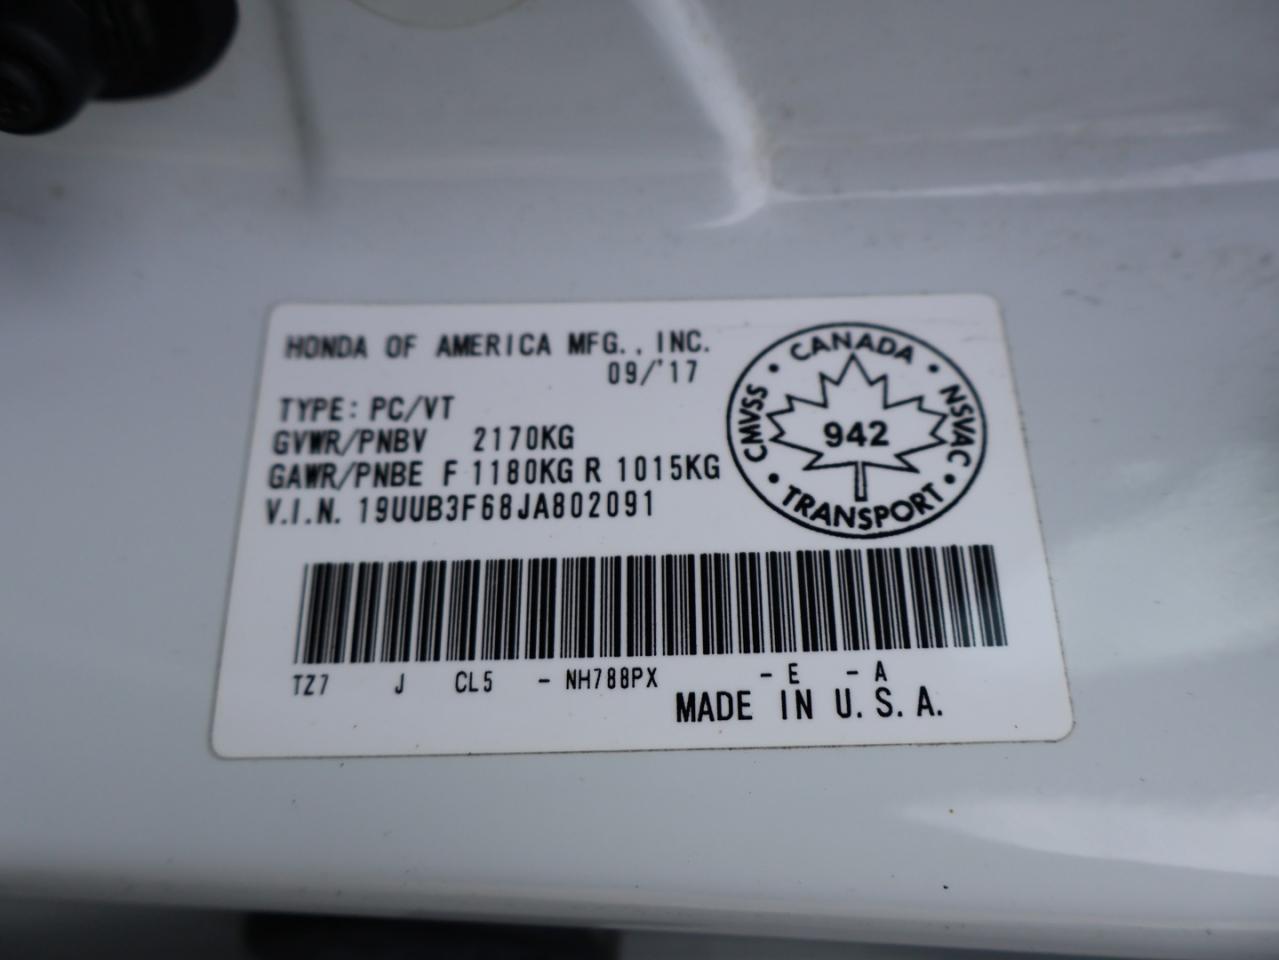 HONDA OF AMERICA MFG., INC.
09/'17
TYPE: PC/VT
GVWR/PNBV 2170KG
GAWR/PNBE F 1180KG R 1015KG
V.I.N. 19UUB3F68JA802091
CANADA
CMVSS
942
NSVAC
TRANSPORT
TZ7 J CL5 - NH788PX - E - A
MADE IN U.S.A.